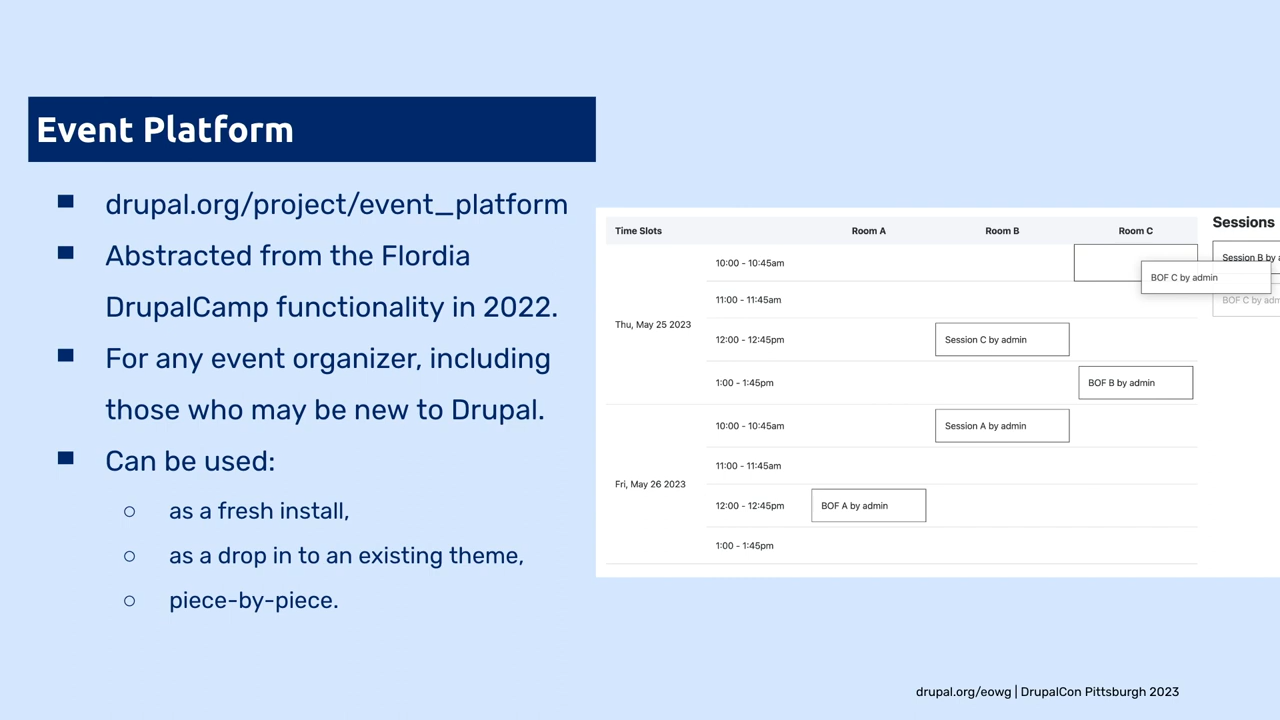 Event Platform
drupal.org/project/event_platform
Abstracted from the Flordia
DrupalCamp functionality in 2022.
For any event organizer, including
those who may be new to Drupal.
Can be used:
as a fresh install,
as a drop in to an existing theme,
piece-by-piece.
Time Slots Room A Room B Room C
Thu, May 25 2023
10:00 - 10:45am
11:00 - 11:45am
12:00 - 12:45pm Session C by admin
1:00 - 1:45pm BOF B by admin
Fri, May 26 2023
10:00 - 10:45am Session A by admin
11:00 - 11:45am
12:00 - 12:45pm BOF A by admin
1:00 - 1:45pm
Sessions
Session B by
BOF C by admin
BOF C by adm
drupal.org/eowg | DrupalCon Pittsburgh 2023